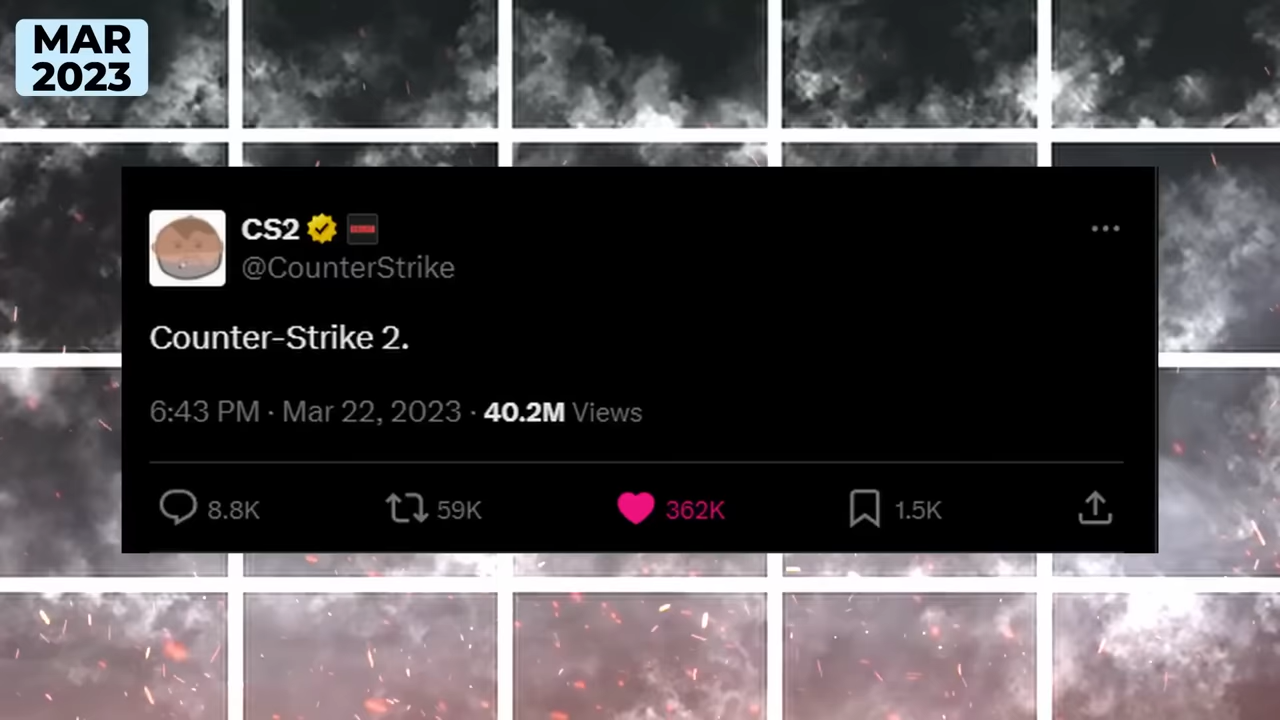 MAR
2023
CS2
@CounterStrike
Counter-Strike 2.
6:43 PM · Mar 22, 2023 · 40.2M Views
8.8K 59K 362K 1.5K